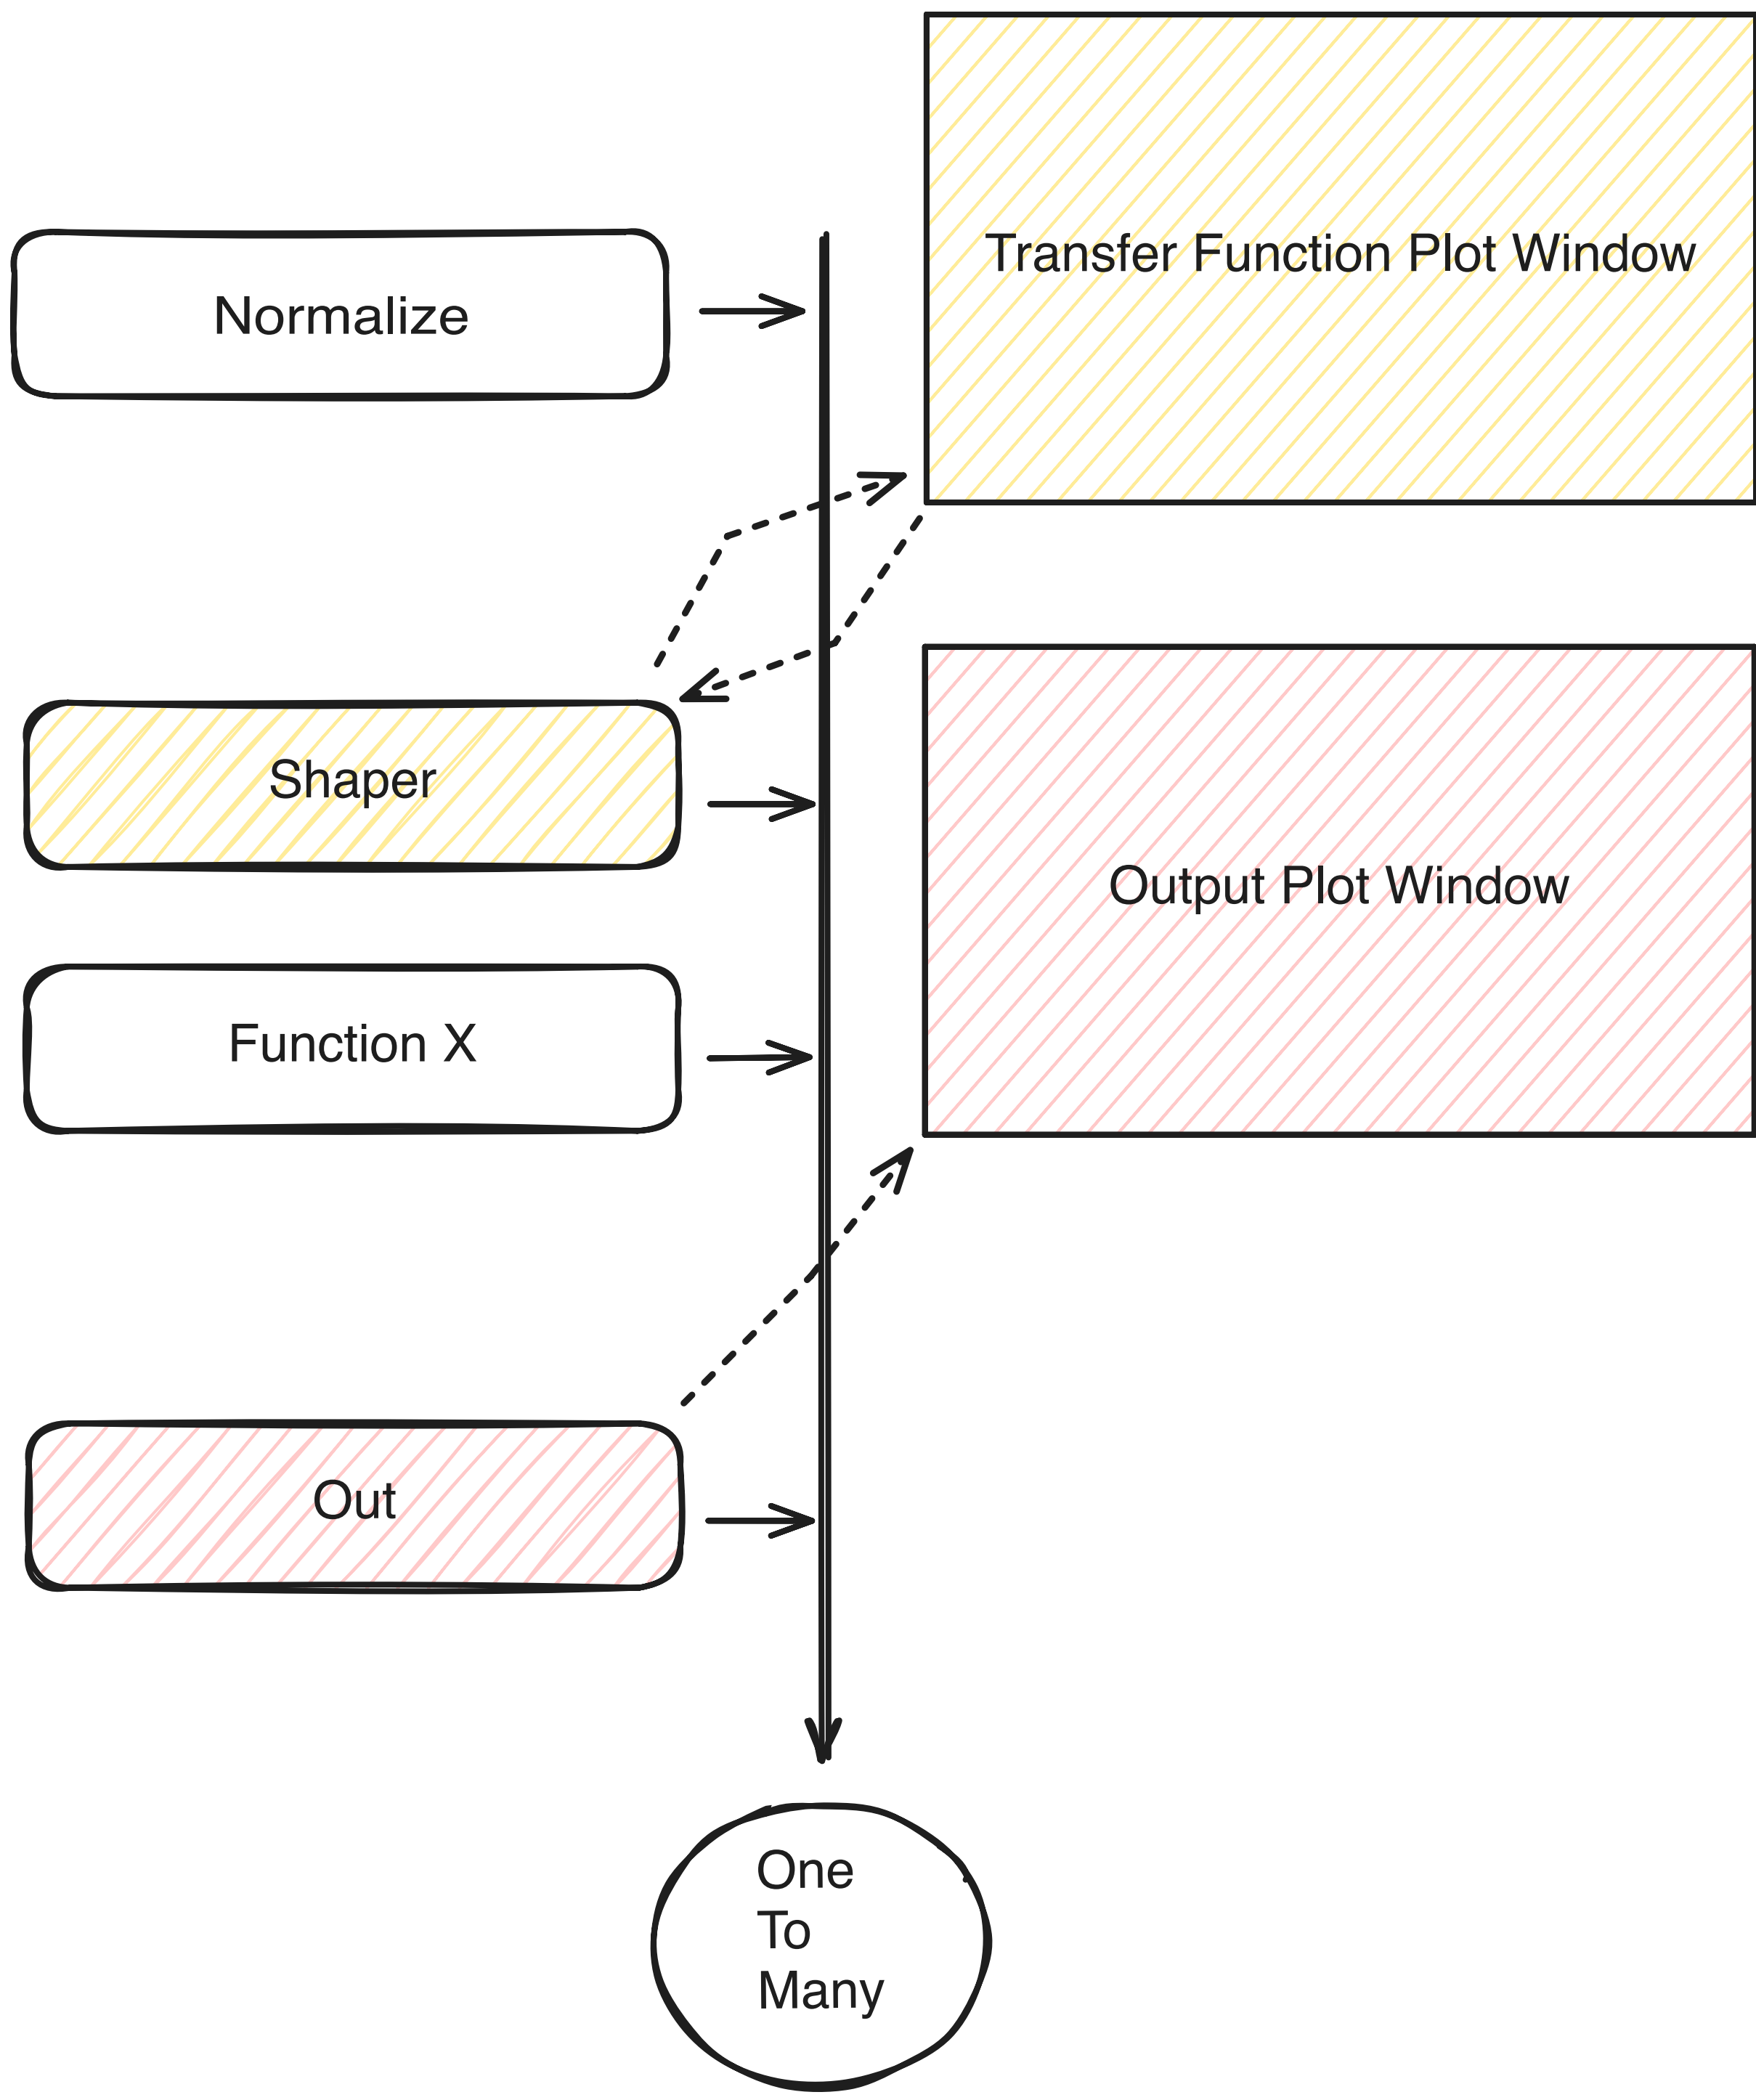 Transfer Function Plot Window
Normalize
Shaper
Output Plot Window
Function X
Out
One
To
Many